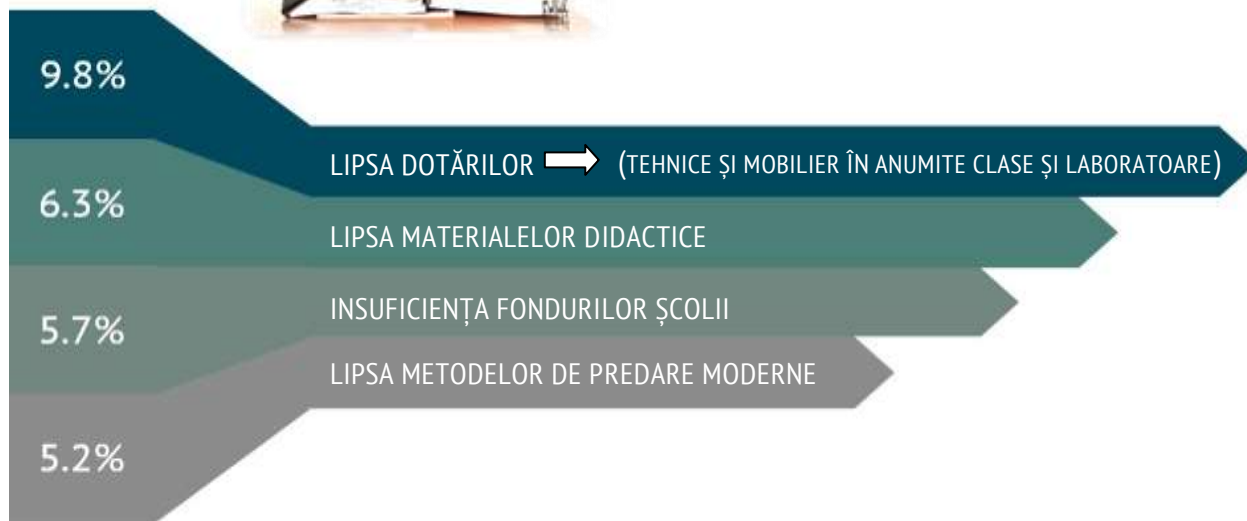 9.8%
LIPSA DOTĂRILOR (TEHNICE ȘI MOBILIER ÎN ANUMITE CLASE ȘI LABORATOARE)
6.3%
LIPSA MATERIALELOR DIDACTICE
5.7%
INSUFICIENȚA FONDURILOR ȘCOLII
5.2%
LIPSA METODELOR DE PREDARE MODERNE